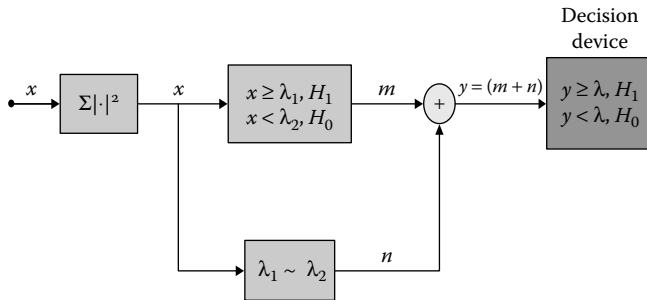 Decision
device
x
Σ|·|²
x
x ≥ λ₁, H₁
x < λ₂, H₀
m
+
y = (m + n)
y ≥ λ, H₁
y < λ, H₀
λ₁ ~ λ₂
n